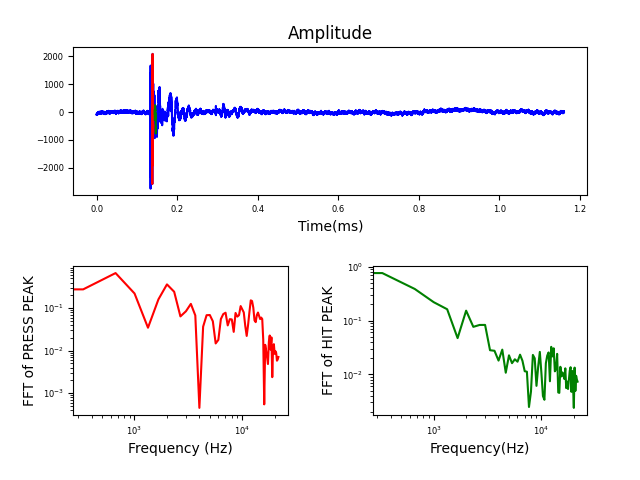 Amplitude
2000
1000
0
−1000
−2000
0.0 0.2 0.4 0.6 0.8 1.0 1.2
Time(ms)
FFT of PRESS PEAK
10⁻¹
10⁻²
10⁻³
10³ 10⁴
Frequency (Hz)
FFT of HIT PEAK
10⁰
10⁻¹
10⁻²
10³ 10⁴
Frequency(Hz)